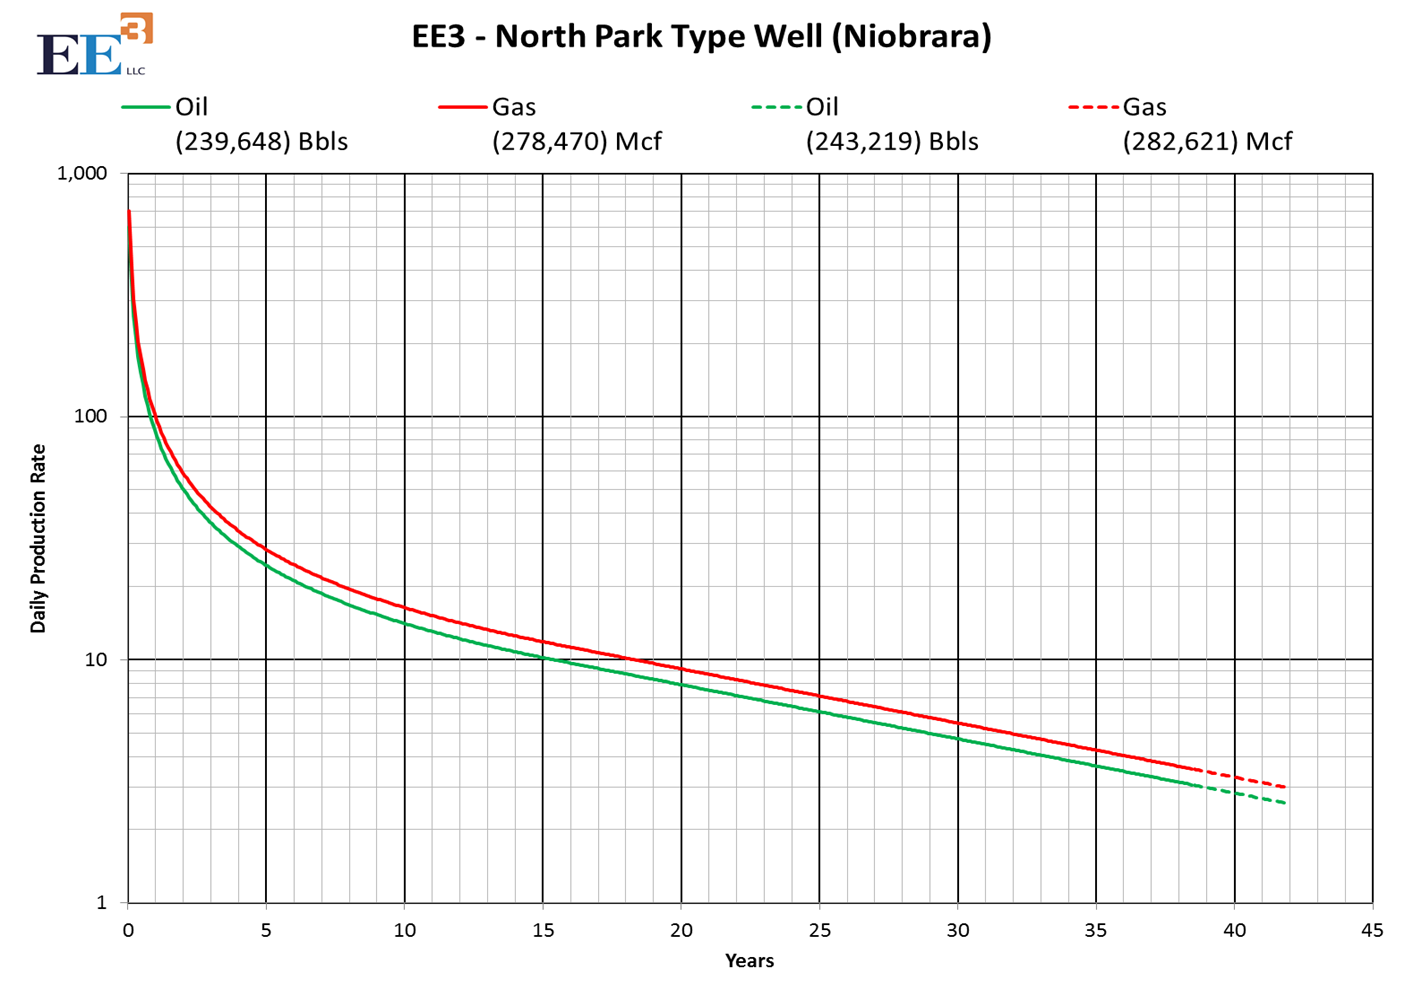 EE3
LLC
EE3 - North Park Type Well (Niobrara)
Oil
(239,648) Bbls
Gas
(278,470) Mcf
Oil
(243,219) Bbls
Gas
(282,621) Mcf
1,000
100
10
1
Daily Production Rate
0 5 10 15 20 25 30 35 40 45
Years